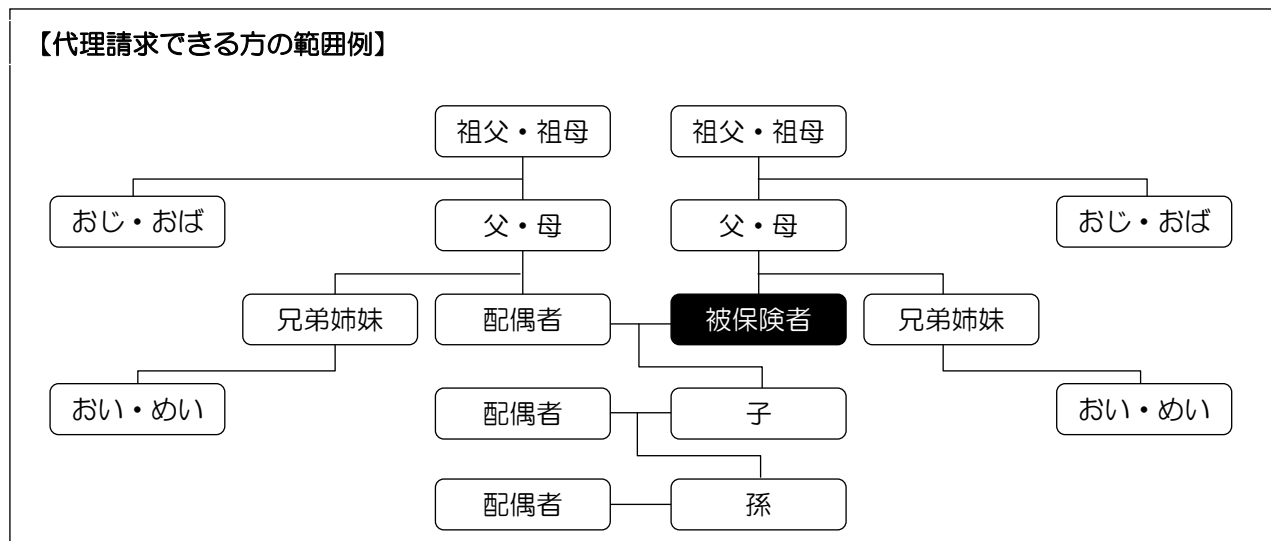 【代理請求できる方の範囲例】
祖父・祖母
祖父・祖母
おじ・おば
父・母
父・母
おじ・おば
兄弟姉妹
配偶者
被保険者
兄弟姉妹
おい・めい
配偶者
子
おい・めい
配偶者
孫